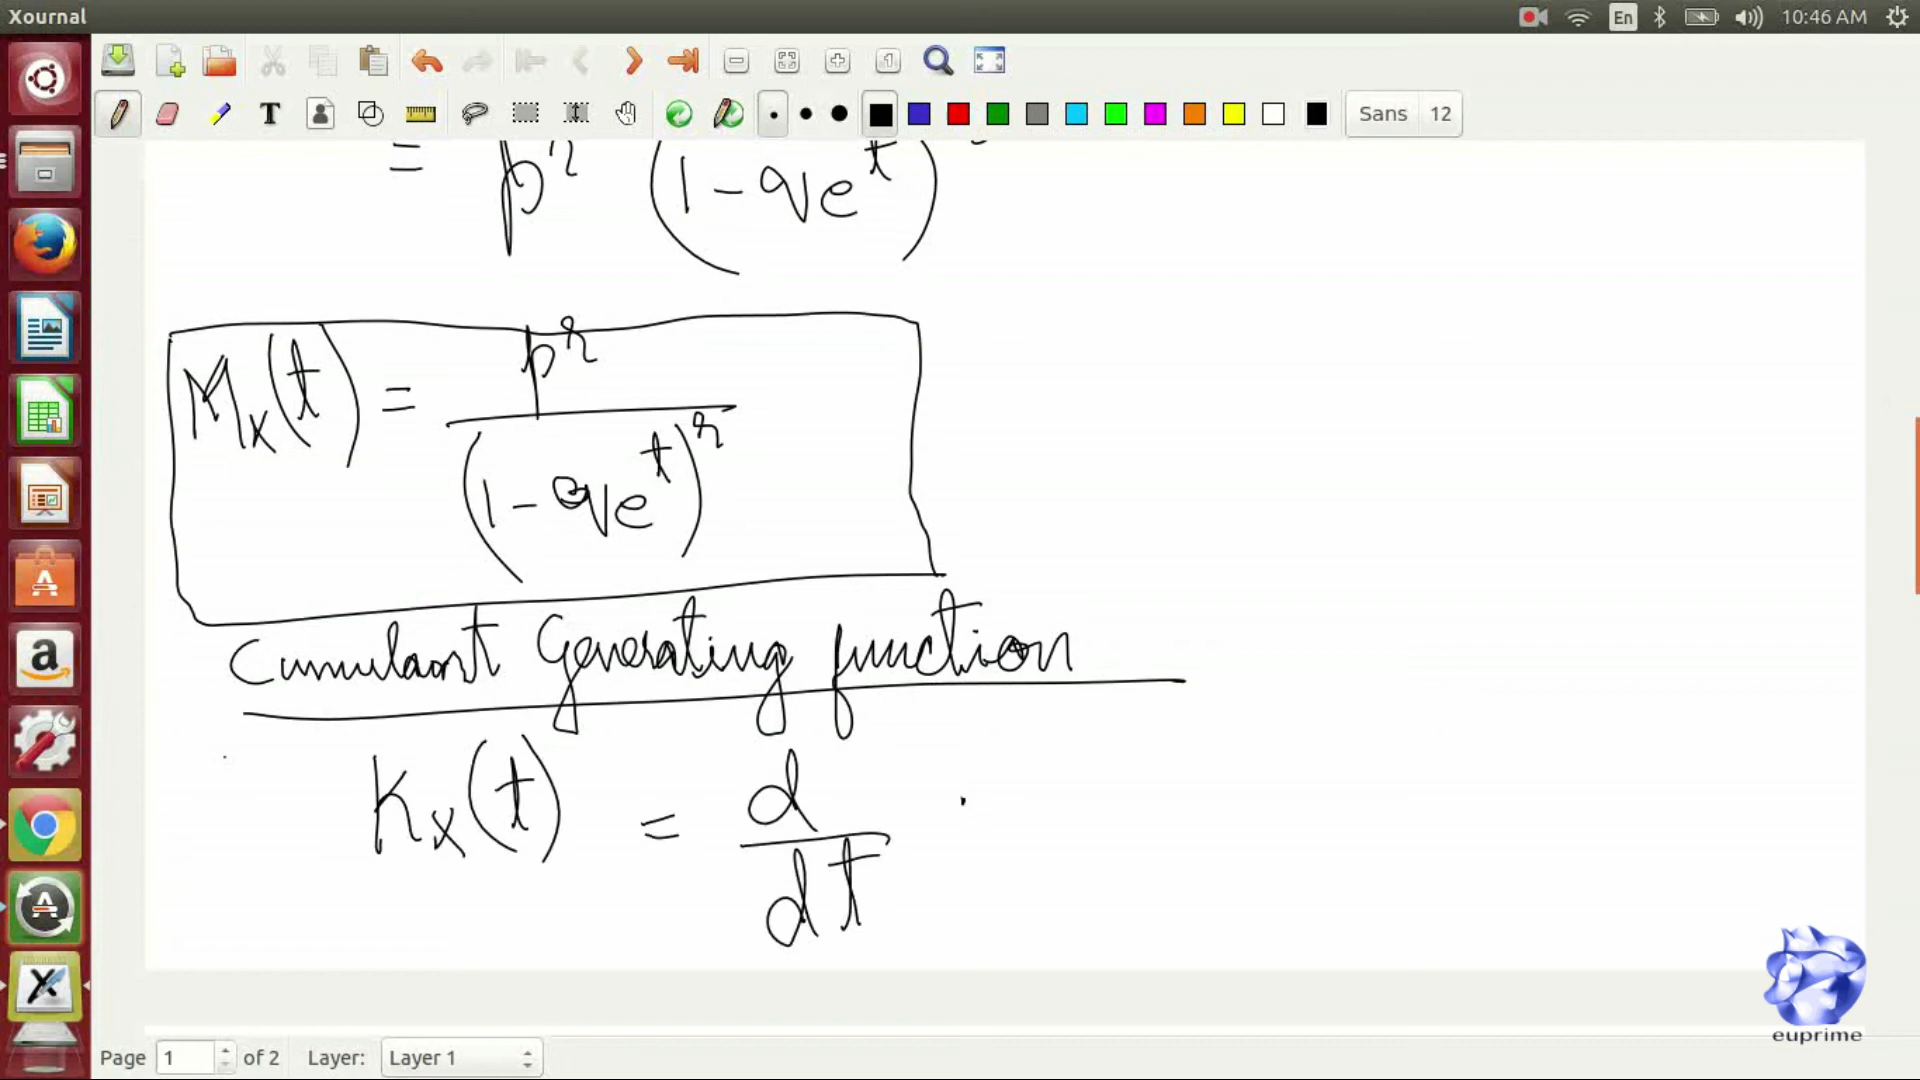 Xournal En 10:46 AM
Sans 12
= p^r (1 - qe^t)
M_x(t) = p^r / (1 - qe^t)^r
Cumulant Generating function
K_x(t) = d/dt
euprime
Page 1 of 2 Layer: Layer 1